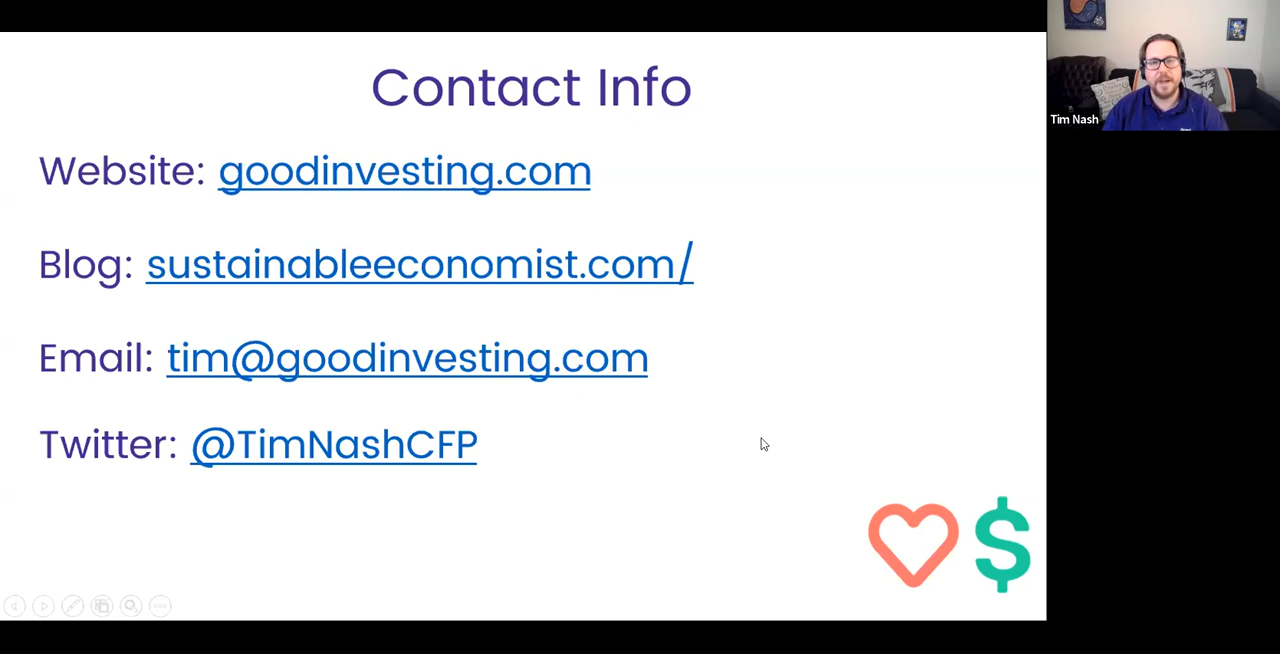 Contact Info
Website: goodinvesting.com
Blog: sustainableeconomist.com/
Email: tim@goodinvesting.com
Twitter: @TimNashCFP
$
Tim Nash